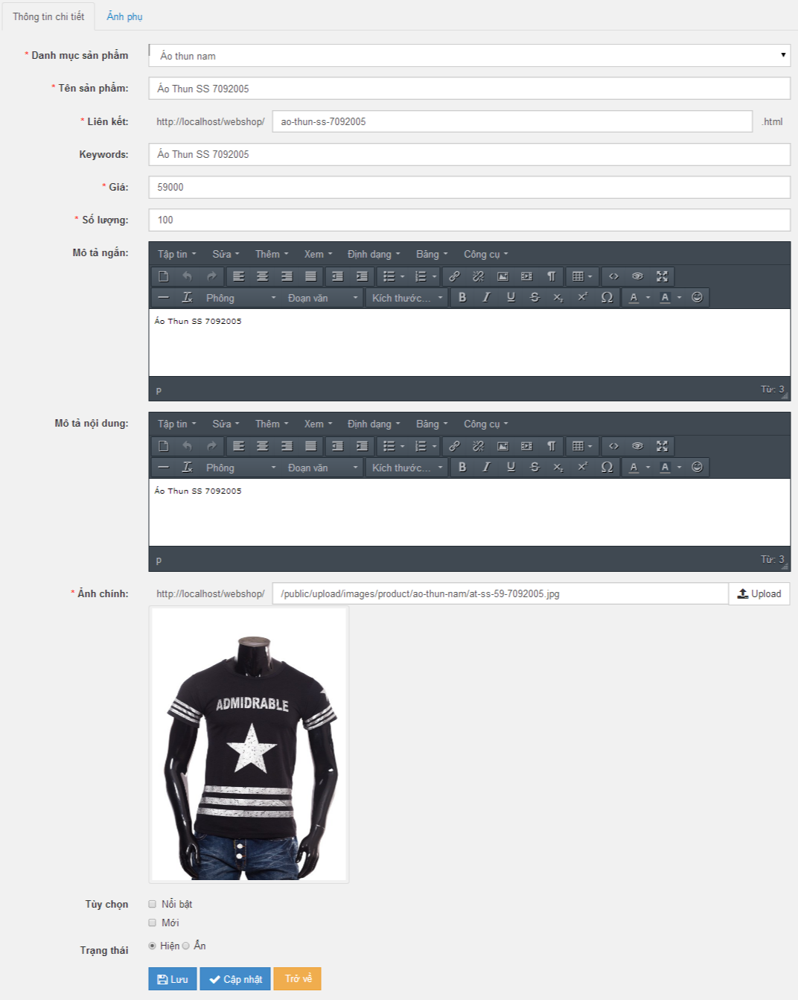 Thông tin chi tiết Ảnh phụ
* Danh mục sản phẩm Áo thun nam
* Tên sản phẩm: Áo Thun SS 7092005
* Liên kết: http://localhost/webshop/ ao-thun-ss-7092005 .html
Keywords: Áo Thun SS 7092005
* Giá: 59000
* Số lượng: 100
Mô tả ngắn: Tập tin Sửa Thêm Xem Định dạng Bảng Công cụ
Phông Đoạn văn Kích thước...
Áo Thun SS 7092005
p Từ: 3
Mô tả nội dung: Tập tin Sửa Thêm Xem Định dạng Bảng Công cụ
Phông Đoạn văn Kích thước...
Áo Thun SS 7092005
p Từ: 3
* Ảnh chính: http://localhost/webshop/ /public/upload/images/product/ao-thun-nam/at-ss-59-7092005.jpg Upload
ADMIDRABLE
Tùy chọn Nổi bật
Mới
Trạng thái Hiện Ẩn
Lưu Cập nhật Trở về